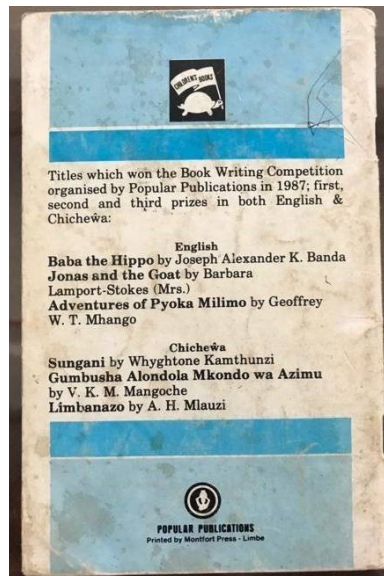 CHILDREN'S BOOKS
Titles which won the Book Writing Competition
organised by Popular Publications in 1987; first,
second and third prizes in both English &
Chicheŵa:
English
Baba the Hippo by Joseph Alexander K. Banda
Jonas and the Goat by Barbara
Lamport-Stokes (Mrs.)
Adventures of Pyoka Milimo by Geoffrey
W. T. Mhango
Chicheŵa
Sungani by Whyghtone Kamthunzi
Gumbusha Alondola Mkondo wa Azimu
by V. K. M. Mangoche
Limbanazo by A. H. Mlauzi
POPULAR PUBLICATIONS
Printed by Montfort Press - Limbe